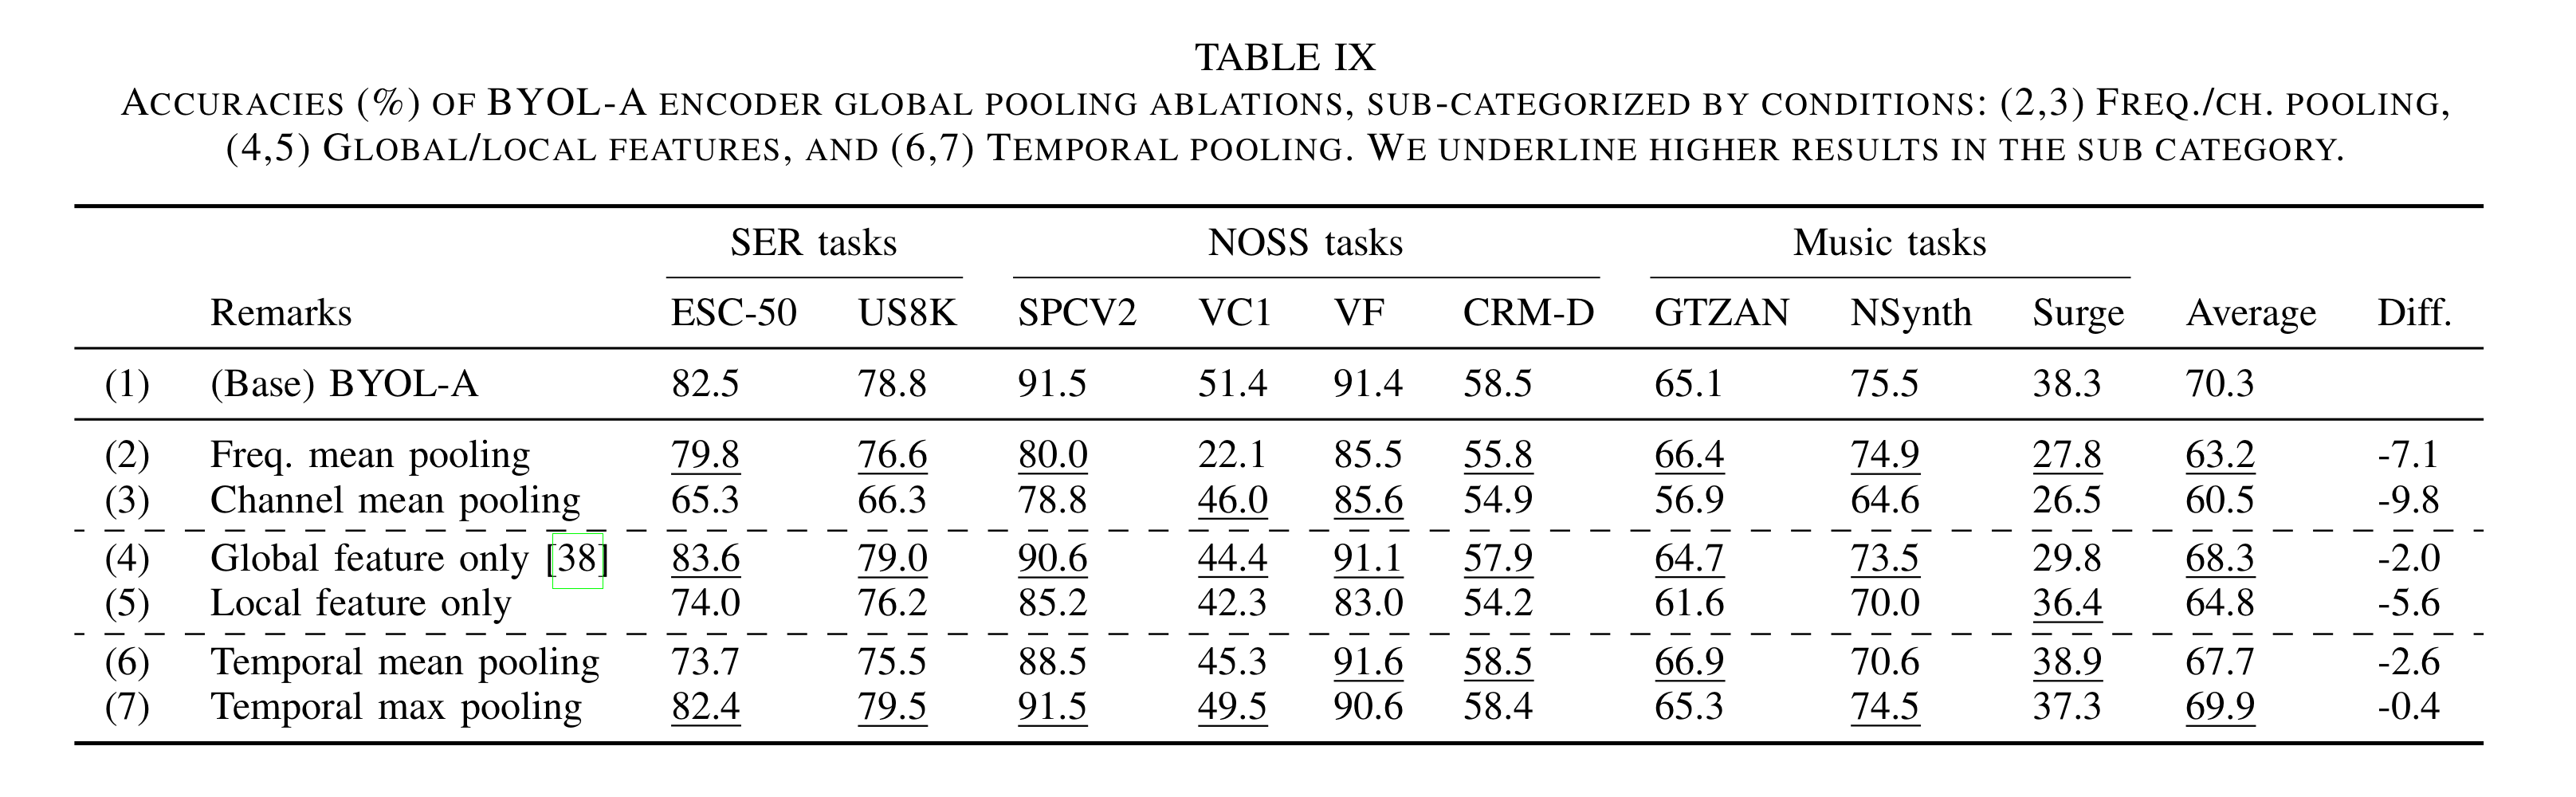 TABLE IX
ACCURACIES (%) OF BYOL-A ENCODER GLOBAL POOLING ABLATIONS, SUB-CATEGORIZED BY CONDITIONS: (2,3) FREQ./CH. POOLING,
(4,5) GLOBAL/LOCAL FEATURES, AND (6,7) TEMPORAL POOLING. WE UNDERLINE HIGHER RESULTS IN THE SUB CATEGORY.
SER tasks NOSS tasks Music tasks
Remarks ESC-50 US8K SPCV2 VC1 VF CRM-D GTZAN NSynth Surge Average Diff.
(1) (Base) BYOL-A 82.5 78.8 91.5 51.4 91.4 58.5 65.1 75.5 38.3 70.3
(2) Freq. mean pooling 79.8 76.6 80.0 22.1 85.5 55.8 66.4 74.9 27.8 63.2 -7.1
(3) Channel mean pooling 65.3 66.3 78.8 46.0 85.6 54.9 56.9 64.6 26.5 60.5 -9.8
(4) Global feature only [38] 83.6 79.0 90.6 44.4 91.1 57.9 64.7 73.5 29.8 68.3 -2.0
(5) Local feature only 74.0 76.2 85.2 42.3 83.0 54.2 61.6 70.0 36.4 64.8 -5.6
(6) Temporal mean pooling 73.7 75.5 88.5 45.3 91.6 58.5 66.9 70.6 38.9 67.7 -2.6
(7) Temporal max pooling 82.4 79.5 91.5 49.5 90.6 58.4 65.3 74.5 37.3 69.9 -0.4